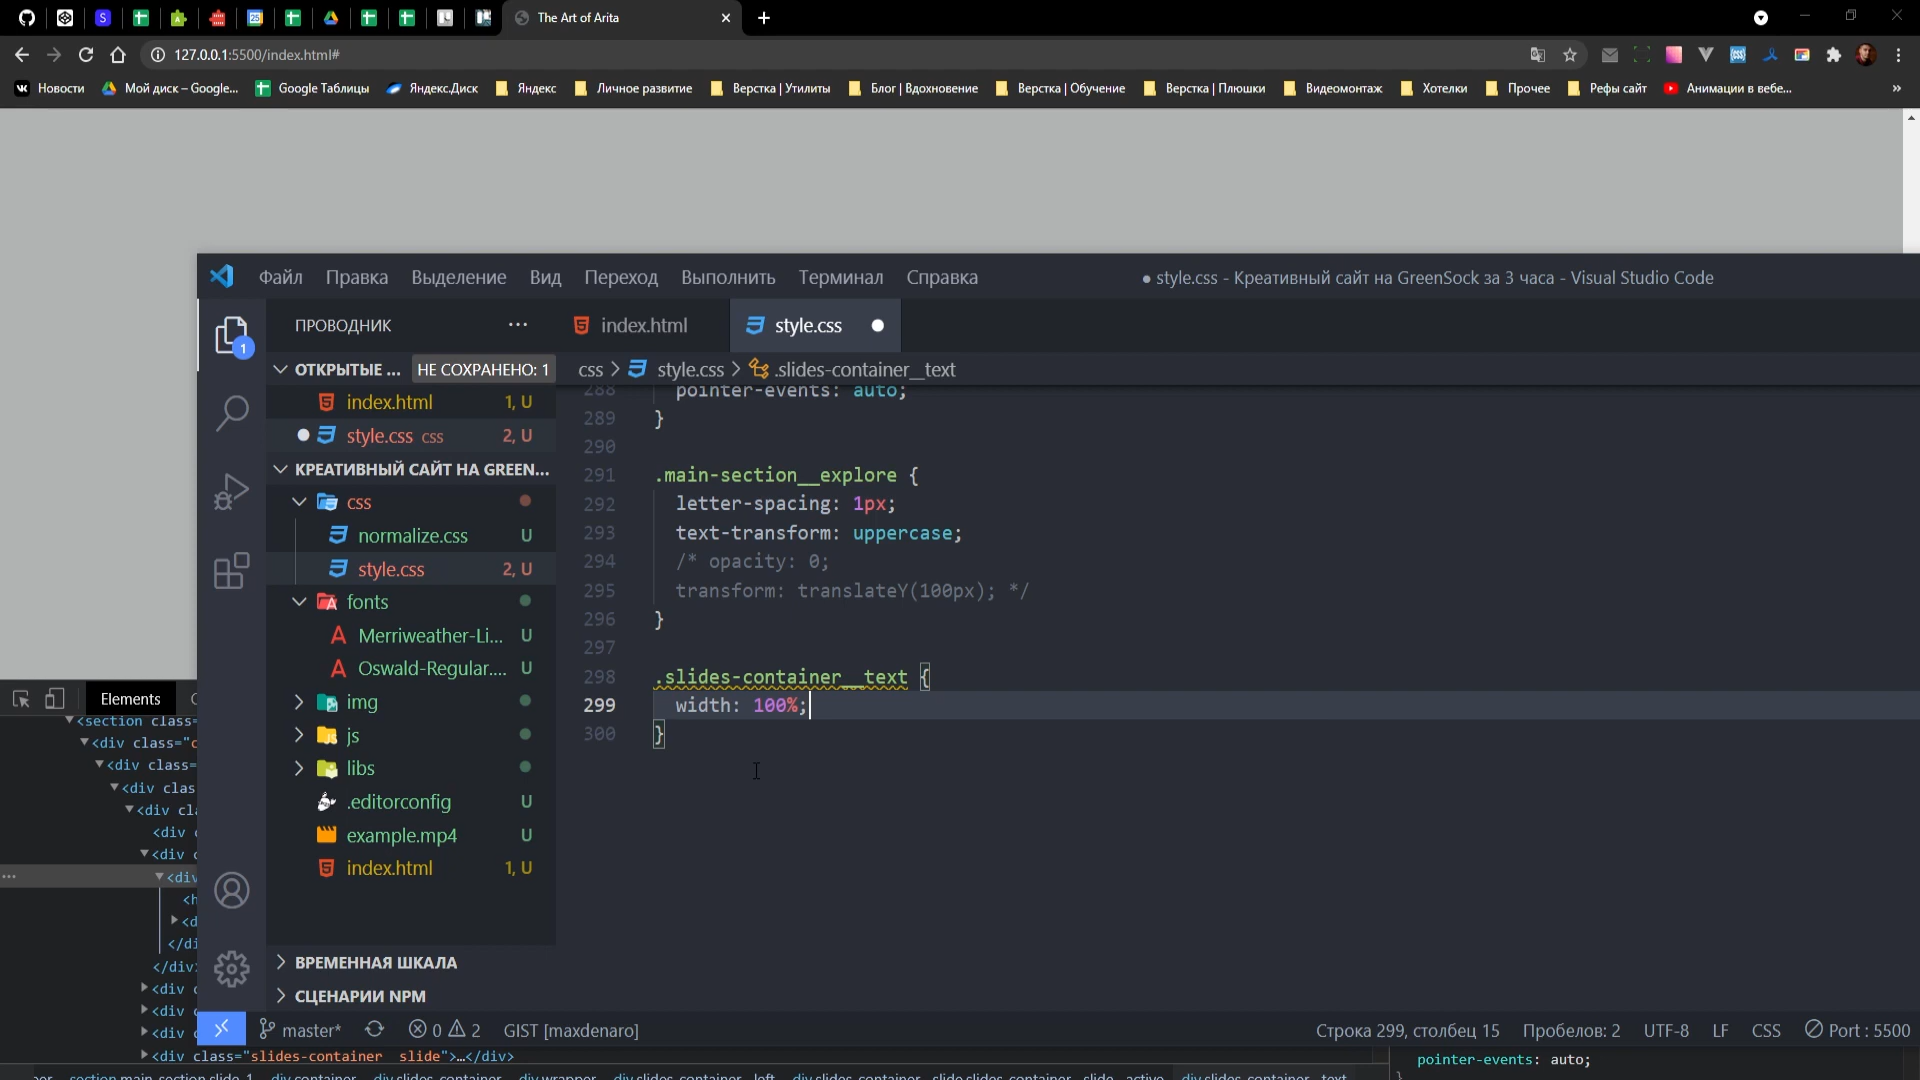 The Art of Arita
127.0.0.1:5500/index.html#
Новости
Мой диск – Google...
Google Таблицы
Яндекс.Диск
Яндекс
Личное развитие
Верстка | Утилиты
Блог | Вдохновение
Верстка | Обучение
Верстка | Плюшки
Видеомонтаж
Хотелки
Прочее
Рефы сайт
Анимации в вебе...
Файл Правка Выделение Вид Переход Выполнить Терминал Справка
● style.css - Креативный сайт на GreenSock за 3 часа - Visual Studio Code
ПРОВОДНИК
index.html
style.css
ОТКРЫТЫЕ ... НЕ СОХРАНЕНО: 1
css > style.css > .slides-container__text
index.html 1, U
style.css css 2, U
КРЕАТИВНЫЙ САЙТ НА GREEN...
css
normalize.css U
style.css 2, U
fonts
Merriweather-Li... U
Oswald-Regular.... U
img
js
libs
.editorconfig U
example.mp4 U
index.html 1, U
ВРЕМЕННАЯ ШКАЛА
СЦЕНАРИИ NPM
288 pointer-events: auto;
289 }
290
291 .main-section__explore {
292 letter-spacing: 1px;
293 text-transform: uppercase;
294 /* opacity: 0;
295 transform: translateY(100px); */
296 }
297
298 .slides-container__text {
299 width: 100%;
300 }
Elements
<section class=
<div class="c
<div class=
<div clas
<div cla
<div c
<div c
<div
<h
<d
</di
</div>
<div c
<div c
<div c
<div class="slides-container__slide">…</div>
master* 0 2 GIST [maxdenaro]
Строка 299, столбец 15 Пробелов: 2 UTF-8 LF CSS Port : 5500
pointer-events: auto;